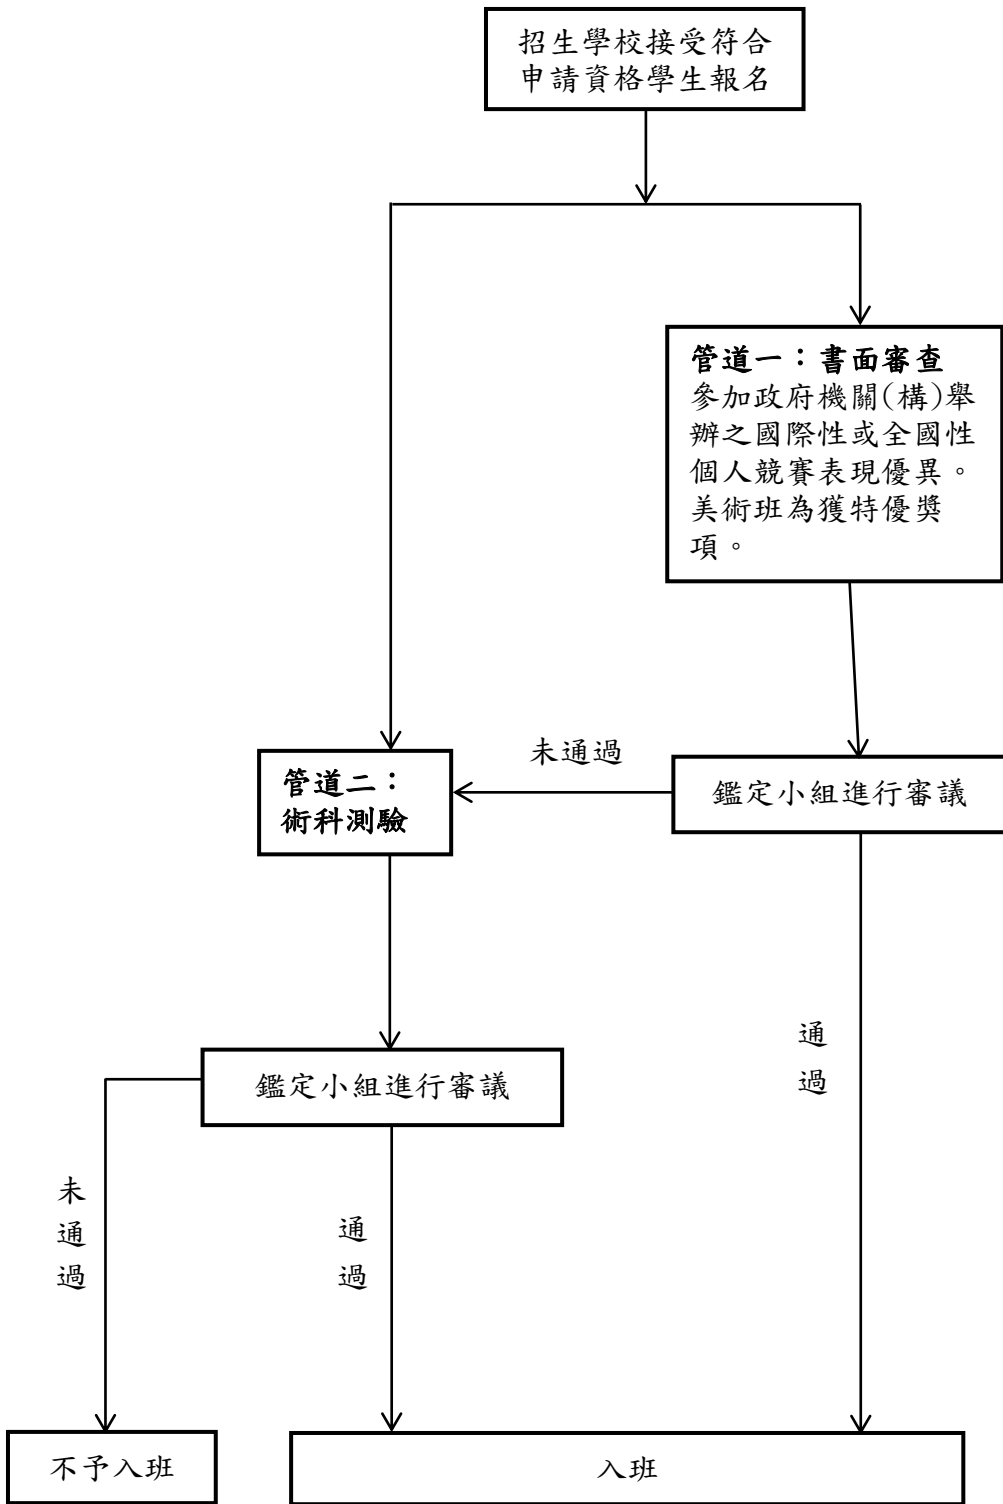 招生學校接受符合
申請資格學生報名
管道一：書面審查
參加政府機關(構)舉
辦之國際性或全國性
個人競賽表現優異。
美術班為獲特優獎
項。
未通過
管道二：
術科測驗
鑑定小組進行審議
通
過
鑑定小組進行審議
未
通
過
通
過
不予入班
入班